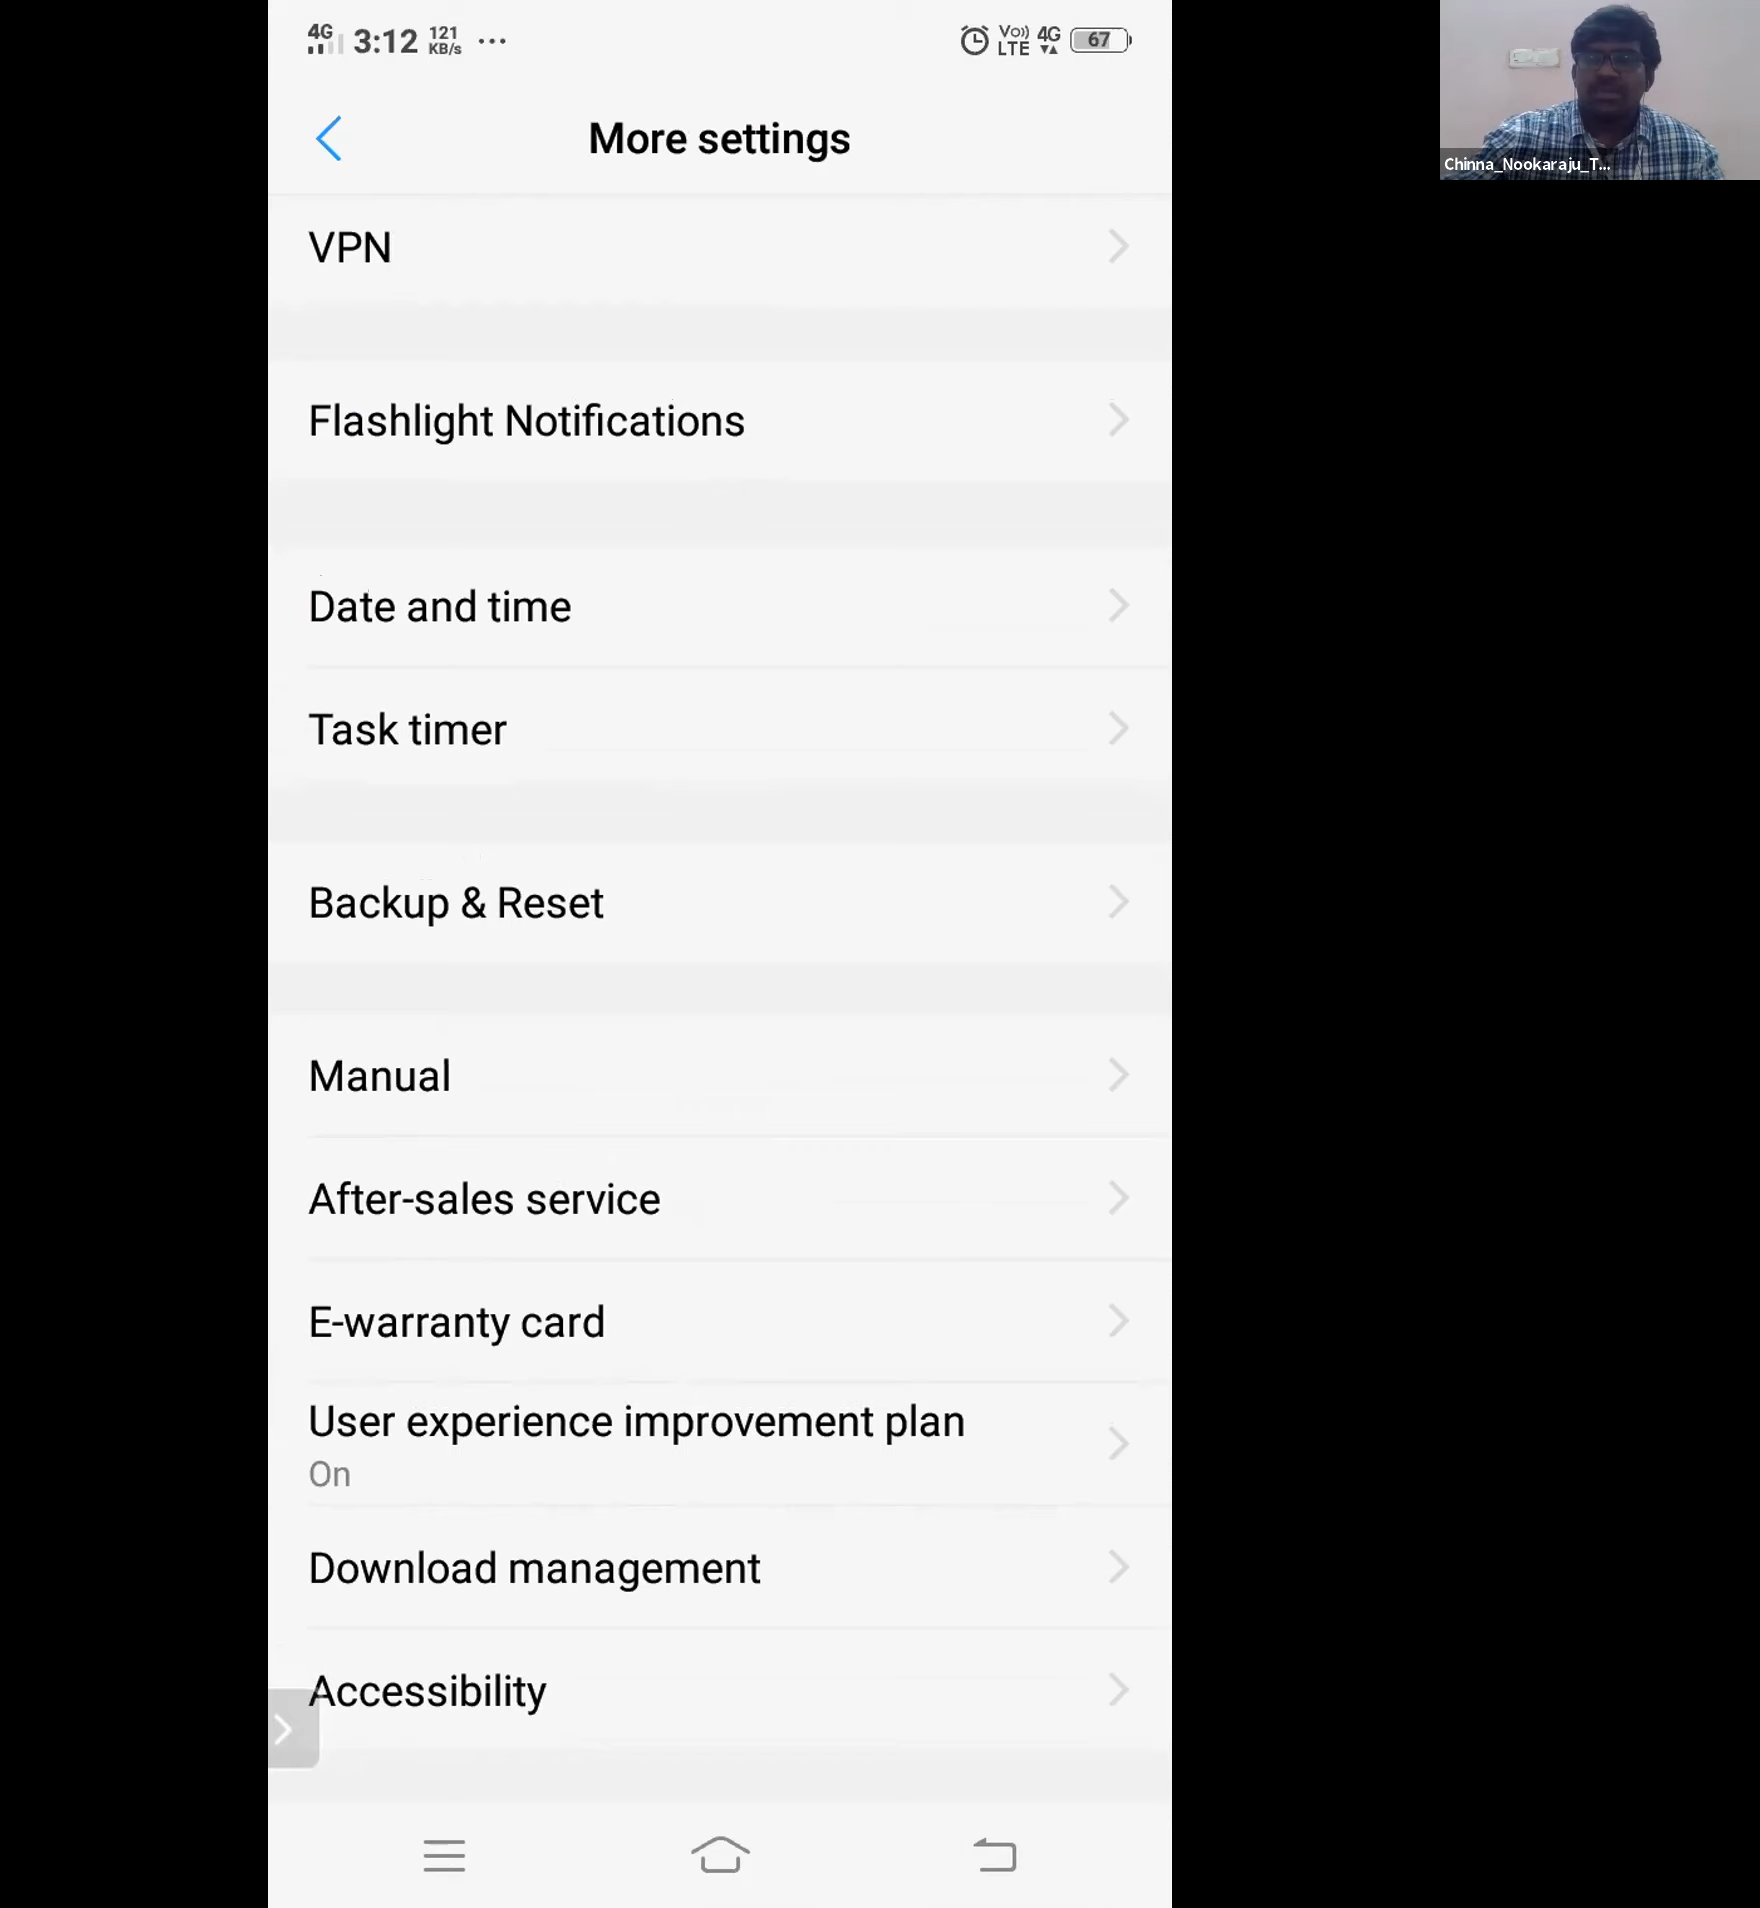 4G 3:12 121 KB/s ... Vo)) LTE 4G 67
More settings
VPN
Flashlight Notifications
Date and time
Task timer
Backup & Reset
Manual
After-sales service
E-warranty card
User experience improvement plan
On
Download management
Accessibility
Chinna_Nookaraju_T...